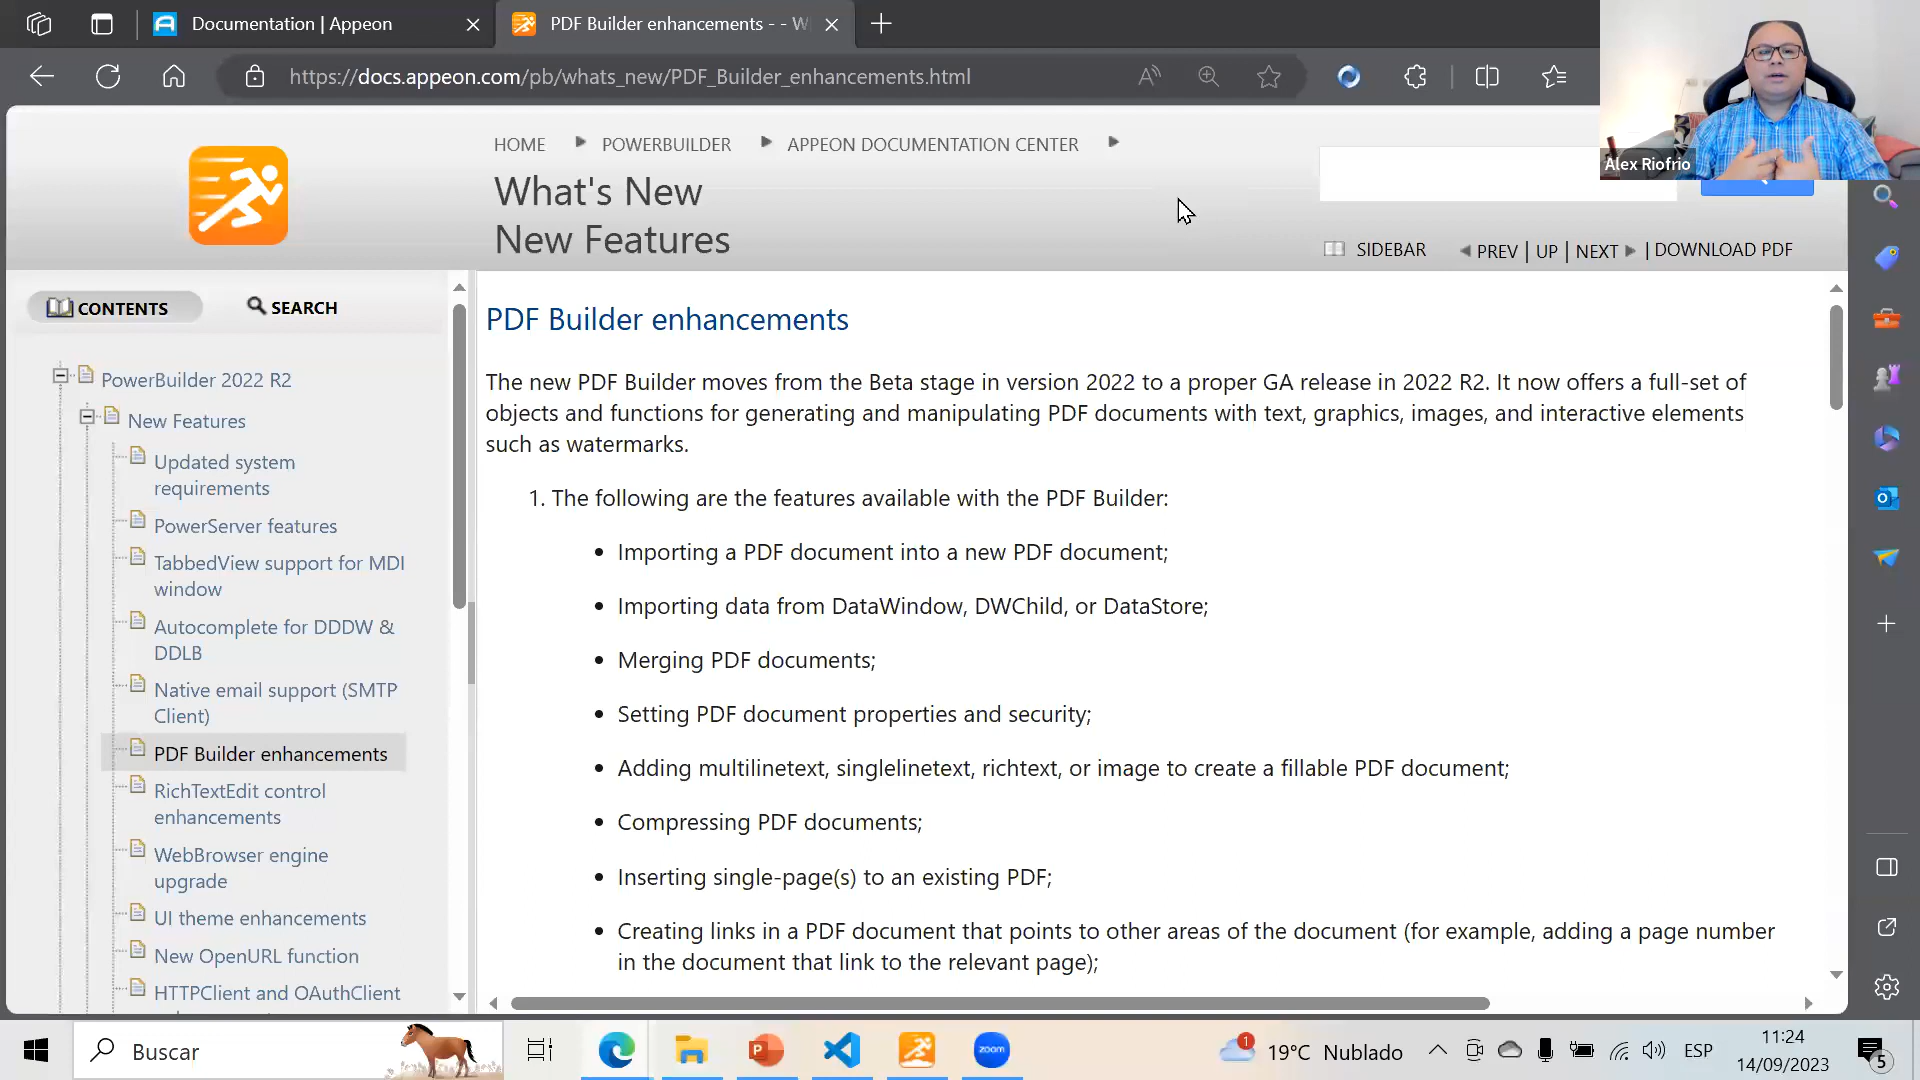 Documentation | Appeon
PDF Builder enhancements - - W
https://docs.appeon.com/pb/whats_new/PDF_Builder_enhancements.html
Alex Riofrio
HOME POWERBUILDER APPEON DOCUMENTATION CENTER
What's New
New Features
SIDEBAR PREV | UP | NEXT | DOWNLOAD PDF
CONTENTS SEARCH
PowerBuilder 2022 R2
New Features
Updated system
requirements
PowerServer features
TabbedView support for MDI
window
Autocomplete for DDDW &
DDLB
Native email support (SMTP
Client)
PDF Builder enhancements
RichTextEdit control
enhancements
WebBrowser engine
upgrade
UI theme enhancements
New OpenURL function
HTTPClient and OAuthClient
PDF Builder enhancements
The new PDF Builder moves from the Beta stage in version 2022 to a proper GA release in 2022 R2. It now offers a full-set of
objects and functions for generating and manipulating PDF documents with text, graphics, images, and interactive elements
such as watermarks.
1. The following are the features available with the PDF Builder:
• Importing a PDF document into a new PDF document;
• Importing data from DataWindow, DWChild, or DataStore;
• Merging PDF documents;
• Setting PDF document properties and security;
• Adding multilinetext, singlelinetext, richtext, or image to create a fillable PDF document;
• Compressing PDF documents;
• Inserting single-page(s) to an existing PDF;
• Creating links in a PDF document that points to other areas of the document (for example, adding a page number
in the document that link to the relevant page);
Buscar
zoom
1
19°C Nublado
ESP
11:24
14/09/2023
5